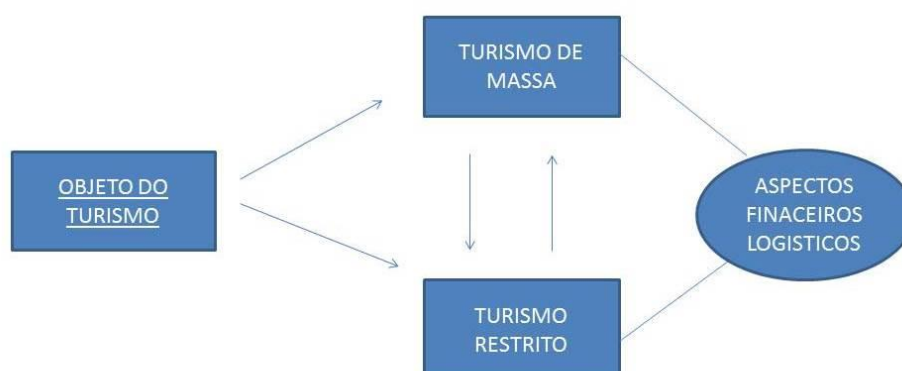 TURISMO DE
MASSA
OBJETO DO
TURISMO
ASPECTOS
FINACEIROS
LOGISTICOS
TURISMO
RESTRITO